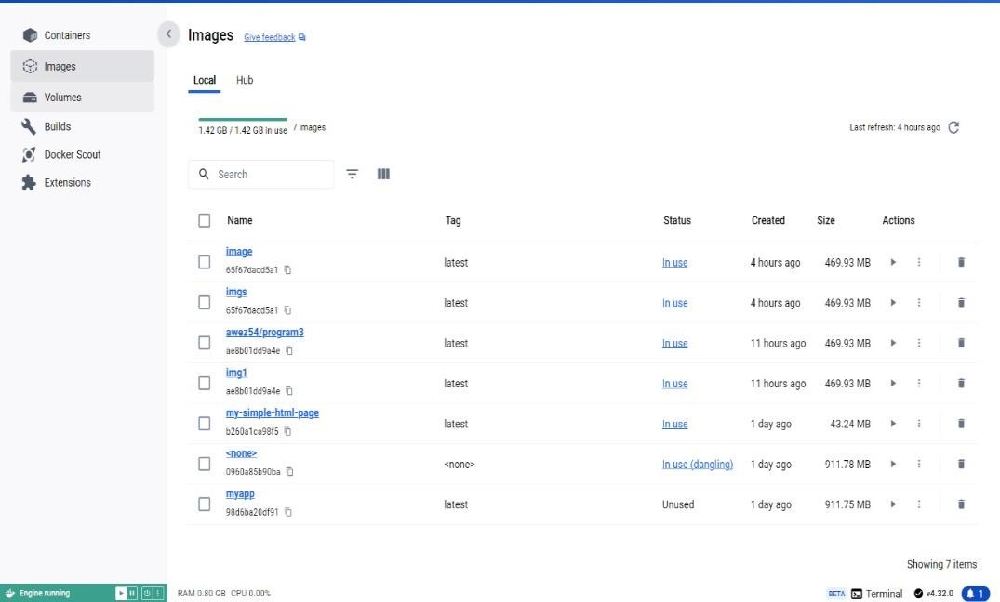 Containers
Images
Volumes
Builds
Docker Scout
Extensions
Images Give feedback
Local Hub
1.42 GB / 1.42 GB in use 7 images
Last refresh: 4 hours ago
Search
Name Tag Status Created Size Actions
image
65f67dacd5a1
latest In use 4 hours ago 469.93 MB
imgs
65f67dacd5a1
latest In use 4 hours ago 469.93 MB
awez54/program3
ae8b01dd9a4e
latest In use 11 hours ago 469.93 MB
img1
ae8b01dd9a4e
latest In use 11 hours ago 469.93 MB
my-simple-html-page
b260a1ca98f5
latest In use 1 day ago 43.24 MB
<none>
0960a85b90ba
<none> In use (dangling) 1 day ago 911.78 MB
myapp
98d6ba20df91
latest Unused 1 day ago 911.75 MB
Showing 7 items
Engine running RAM 0.80 GB CPU 0.00% BETA Terminal v4.32.0 1